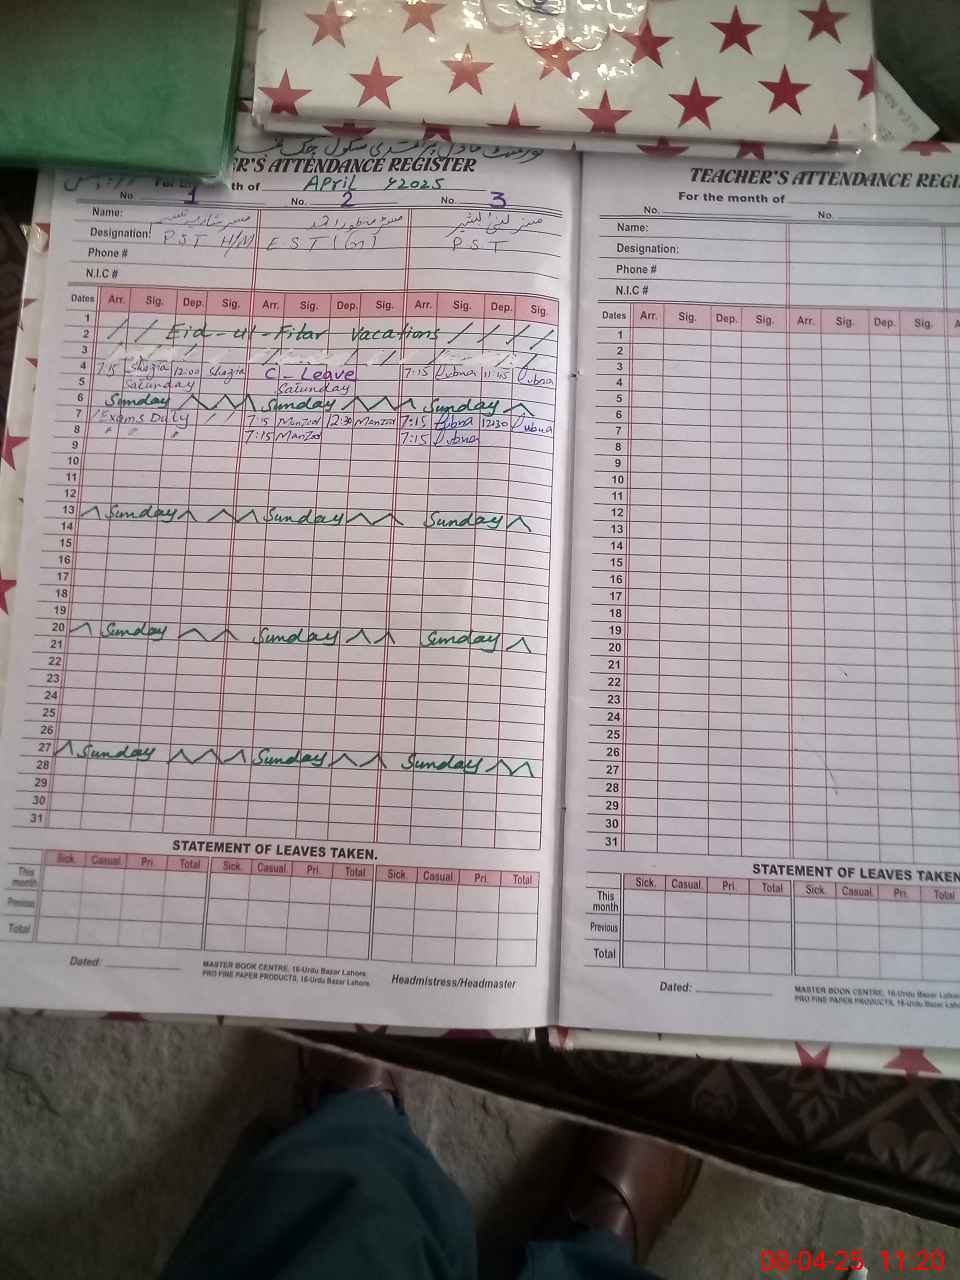 گورنمنٹ ماڈل پرائمری سکول چک
R'S ATTENDANCE REGISTER
For the month of April 2025
No. 1 No. 2 No. 3
Name:
Designation: PST H/M EST (M) PST
Phone #
N.I.C #
Dates Arr. Sig. Dep. Sig. Arr. Sig. Dep. Sig. Arr. Sig. Dep. Sig.
1
2 Eid-ul-Fitar Vacations
3
4 7:15 Shazia 12:00 Shazia C-Leave 7:15 Lubna 11:45 Lubna
5 Saturday Saturday
6 Sunday Sunday Sunday
7 Exams Duty 7:15 Manzoor 12:30 Manzoor 7:15 Lubna 12:30 Lubna
8 " " " 7:15 Manzoor 7:15 Lubna
9
10
11
12
13 Sunday Sunday Sunday
14
15
16
17
18
19
20 Sunday Sunday Sunday
21
22
23
24
25
26
27 Sunday Sunday Sunday
28
29
30
31
STATEMENT OF LEAVES TAKEN.
Sick. Casual. Pri. Total Sick. Casual. Pri. Total Sick. Casual. Pri. Total
This month
Previous
Total
Dated:
MASTER BOOK CENTRE, 16-Urdu Bazar Lahore.
PRO FINE PAPER PRODUCTS, 16-Urdu Bazar Lahore.
Headmistress/Headmaster
TEACHER'S ATTENDANCE REGI
For the month of
No. No.
Name:
Designation:
Phone #
N.I.C #
Dates Arr. Sig. Dep. Sig. Arr. Sig. Dep. Sig. A
1
2
3
4
5
6
7
8
9
10
11
12
13
14
15
16
17
18
19
20
21
22
23
24
25
26
27
28
29
30
31
STATEMENT OF LEAVES TAKEN
Sick. Casual. Pri. Total Sick. Casual. Pri. Total
This month
Previous
Total
Dated:
MASTER BOOK CENTRE, 16-Urdu Bazar Lahore
PRO FINE PAPER PRODUCTS, 16-Urdu Bazar Lahore
08-04-25, 11:20